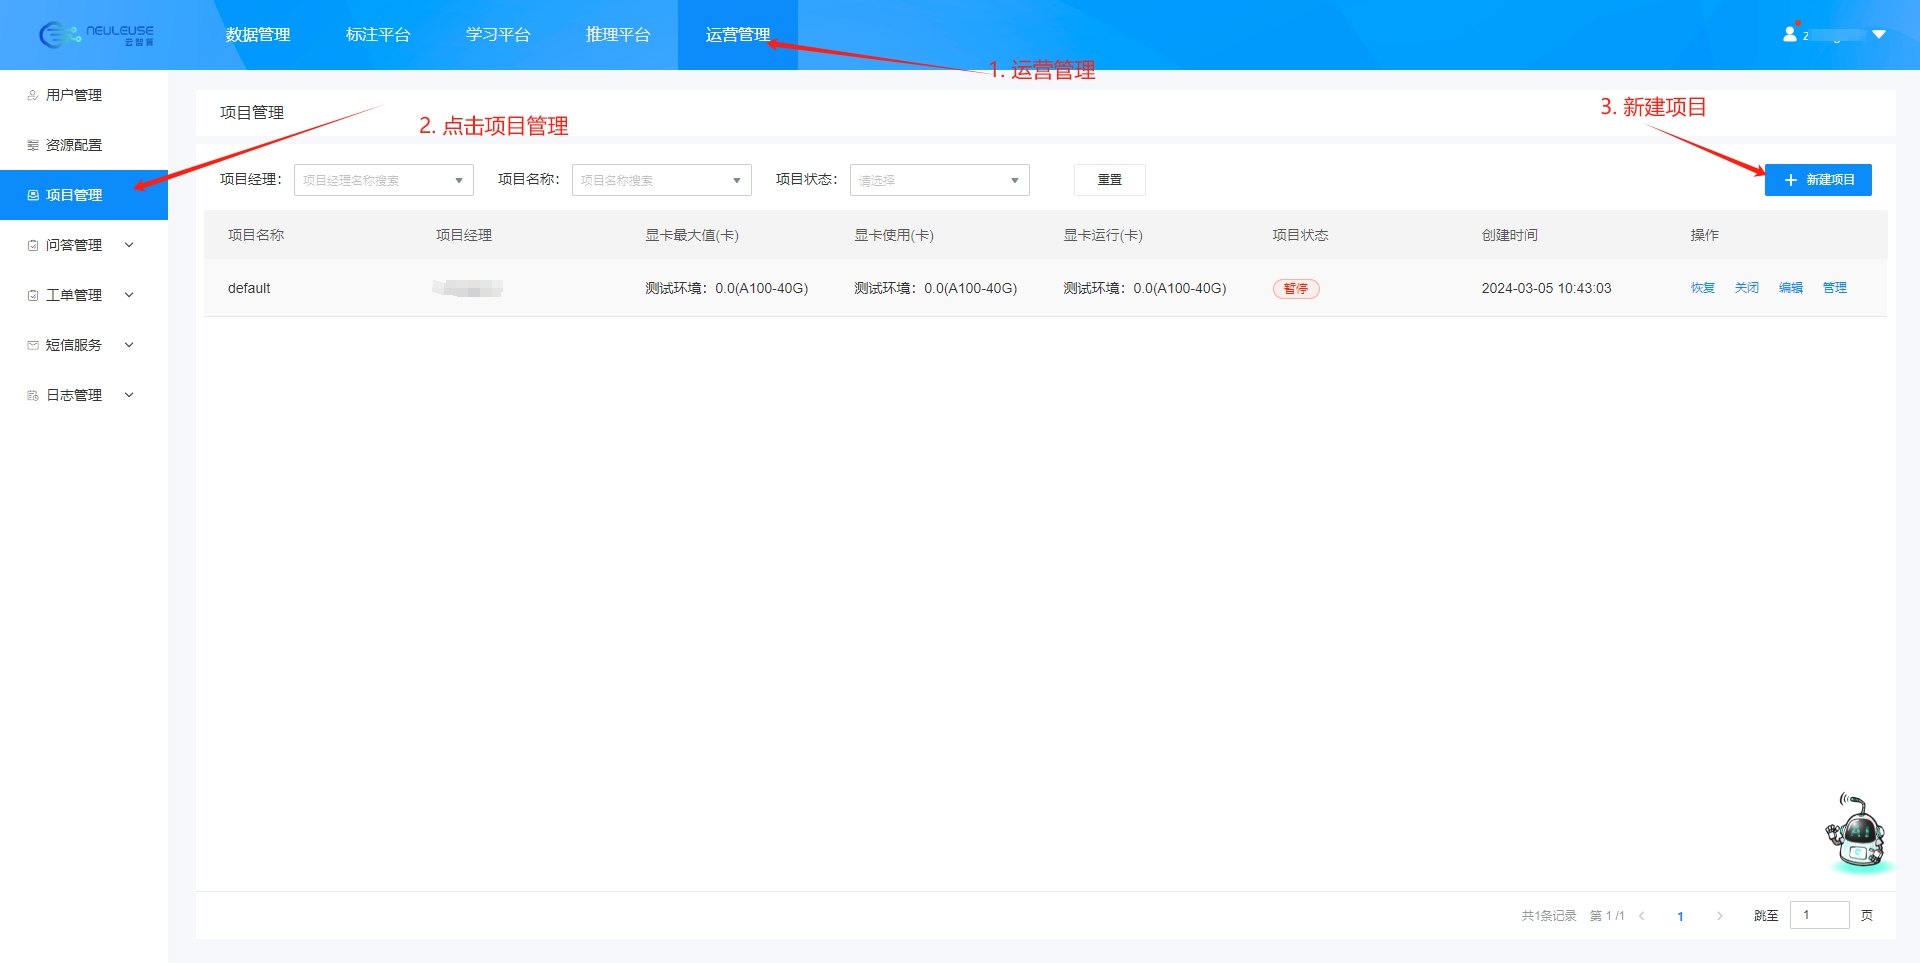 NEULEUSE
数据管理 标注平台 学习平台 推理平台 运营管理
1. 运营管理
用户管理
资源配置
项目管理
问答管理
工单管理
短信服务
日志管理
项目管理
2. 点击项目管理
3. 新建项目
项目经理： 项目经理名称搜索 项目名称： 项目名称搜索 项目状态： 请选择 重置 新建项目
项目名称 项目经理 显卡最大值(卡) 显卡使用(卡) 显卡运行(卡) 项目状态 创建时间 操作
default 测试环境：0.0(A100-40G) 测试环境：0.0(A100-40G) 测试环境：0.0(A100-40G) 暂停 2024-03-05 10:43:03 恢复 关闭 编辑 管理
共1条记录 第 1 /1 < 1 > 跳至 1 页